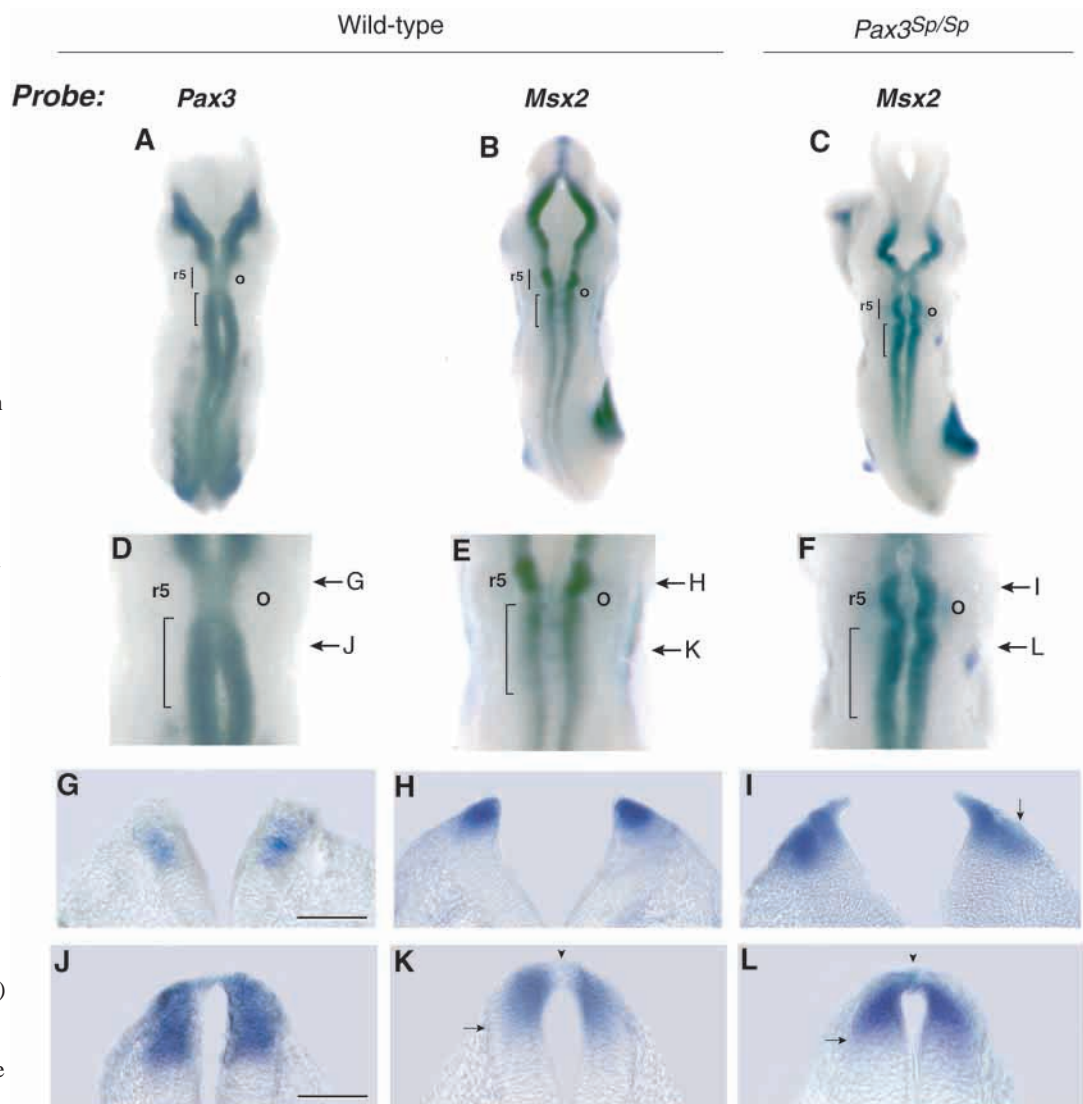 Wild-type
Pax3Sp/Sp
Probe: Pax3 Msx2 Msx2
A B C
r5 o r5 o r5 o
D E F
r5 o G r5 o H r5 o I
J K L
G H I
J K L
n
)
e